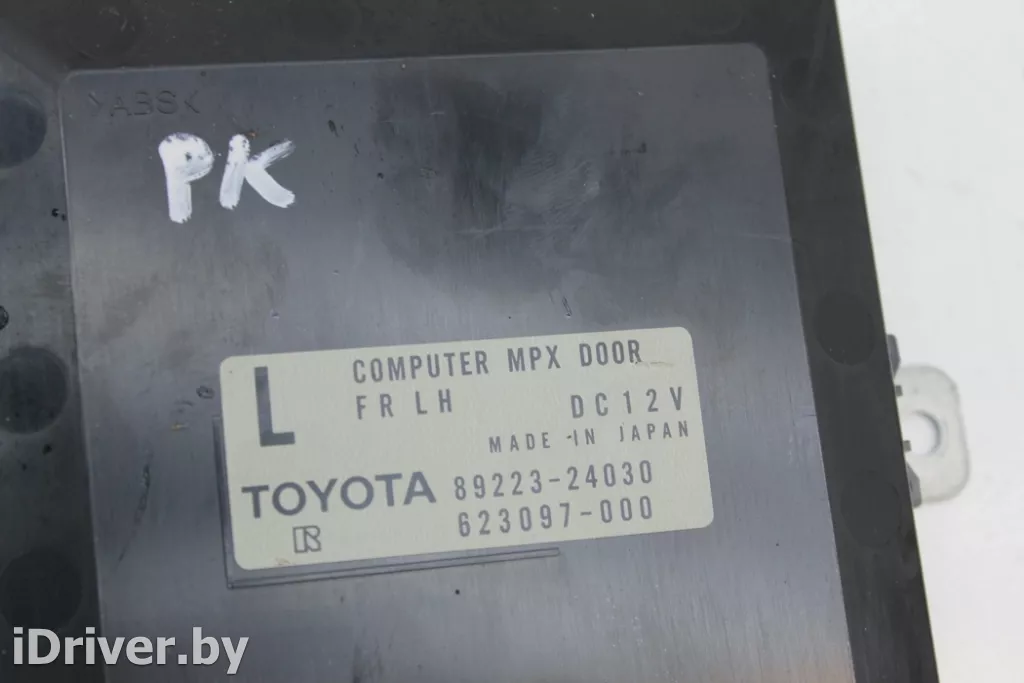 >ABS<
PK
L
COMPUTER MPX DOOR
FR LH DC12V
MADE IN JAPAN
TOYOTA 89223-24030
R 623097-000
iDriver.by